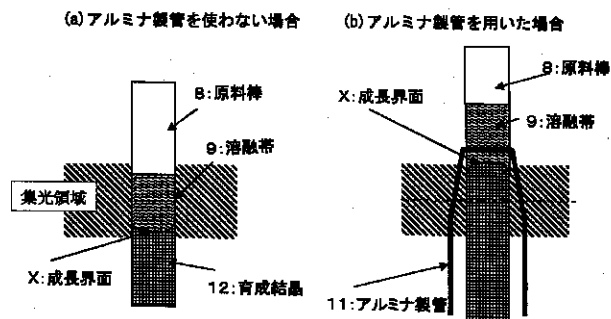 (a)アルミナ製管を使わない場合
8:原料棒
9:溶融帯
集光領域
X:成長界面
12:育成結晶
(b)アルミナ製管を用いた場合
8:原料棒
X:成長界面
9:溶融帯
11:アルミナ製管